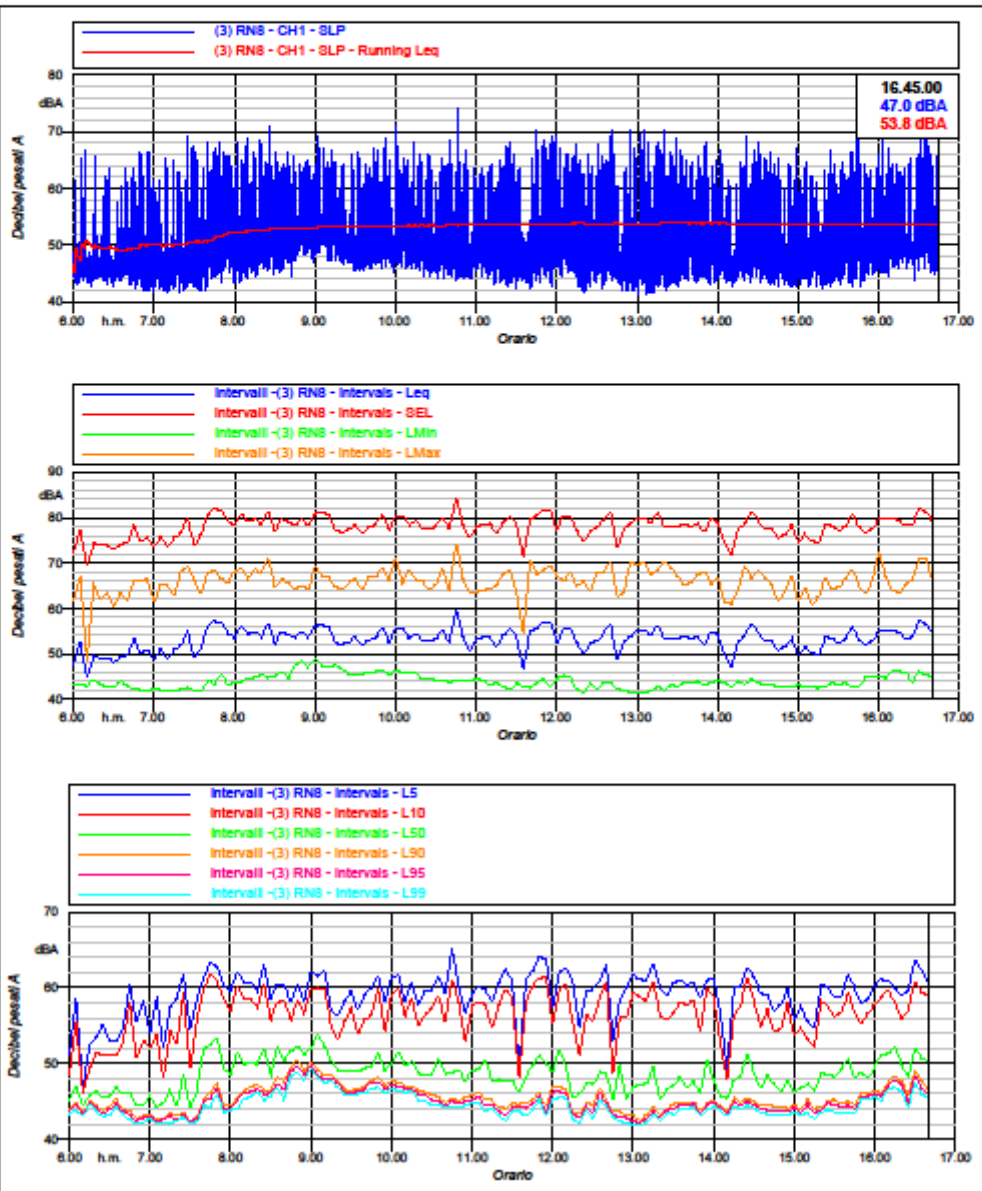 (3) RN8 - CH1 - SLP
(3) RN8 - CH1 - SLP - Running Leq
80
dBA
70
60
50
40
Decibel pesati A
16.45.00
47.0 dBA
53.8 dBA
6.00 h.m. 7.00 8.00 9.00 10.00 11.00 12.00 13.00 14.00 15.00 16.00 17.00
Orario
Intervalli -(3) RN8 - Intervals - Leq
Intervalli -(3) RN8 - Intervals - SEL
Intervalli -(3) RN8 - Intervals - LMin
Intervalli -(3) RN8 - Intervals - LMax
90
dBA
80
70
60
50
40
Decibel pesati A
6.00 h.m. 7.00 8.00 9.00 10.00 11.00 12.00 13.00 14.00 15.00 16.00 17.00
Orario
Intervalli -(3) RN8 - Intervals - L5
Intervalli -(3) RN8 - Intervals - L10
Intervalli -(3) RN8 - Intervals - L50
Intervalli -(3) RN8 - Intervals - L90
Intervalli -(3) RN8 - Intervals - L95
Intervalli -(3) RN8 - Intervals - L99
70
dBA
60
50
40
Decibel pesati A
6.00 h.m. 7.00 8.00 9.00 10.00 11.00 12.00 13.00 14.00 15.00 16.00 17.00
Orario